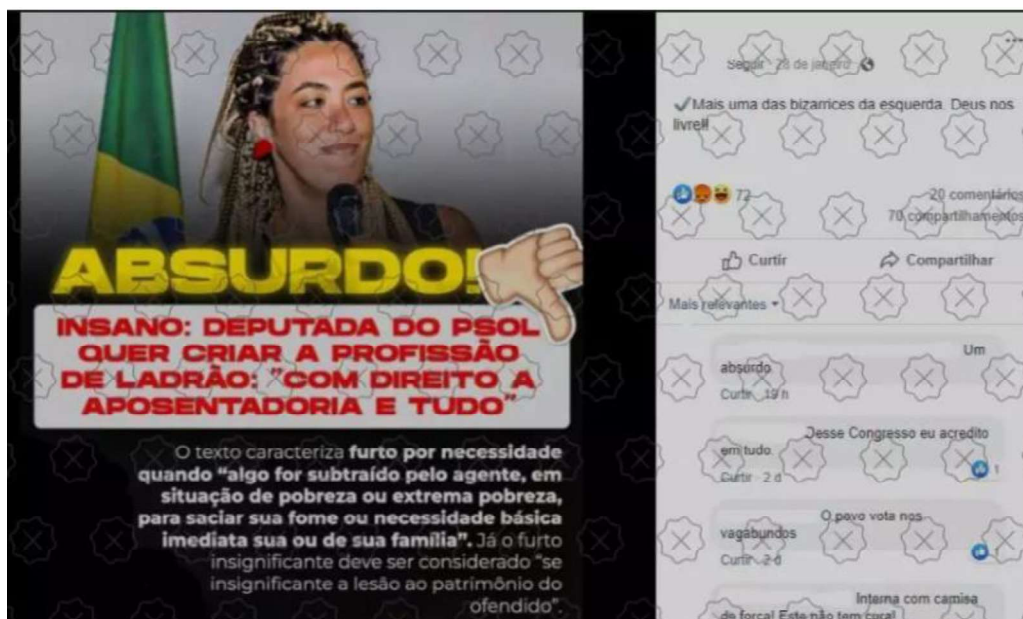 ABSURDO!
INSANO: DEPUTADA DO PSOL
QUER CRIAR A PROFISSÃO
DE LADRÃO: "COM DIREITO A
APOSENTADORIA E TUDO"
O texto caracteriza furto por necessidade
quando "algo for subtraído pelo agente, em
situação de pobreza ou extrema pobreza,
para saciar sua fome ou necessidade básica
imediata sua ou de sua família". Já o furto
insignificante deve ser considerado "se
insignificante a lesão ao patrimônio do
ofendido".
Seguir · 28 de janeiro
Mais uma das bizarrices da esquerda. Deus nos
livre!!
72
20 comentários
70 compartilhamentos
Curtir Compartilhar
Mais relevantes
Um
absurdo
Curtir 19 h
Desse Congresso eu acredito
em tudo.
1
Curtir 2 d
O povo vota nos
vagabundos
1
Curtir 2 d
Interna com camisa
de força! Este não tem cura!